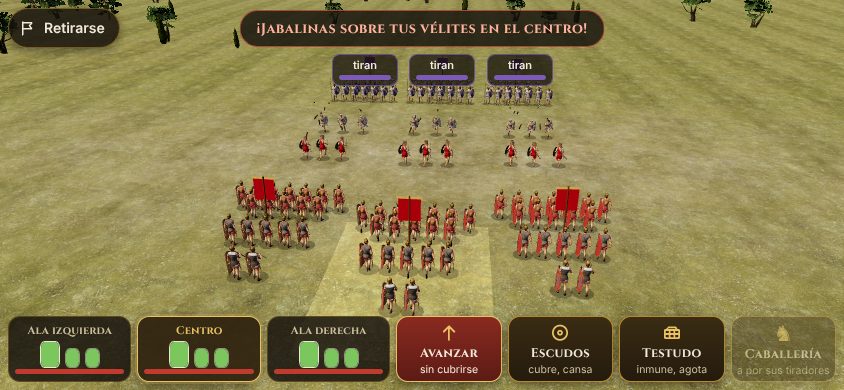 Retirarse
¡Jabalinas sobre tus vélites en el centro!
tiran
tiran
tiran
Ala izquierda
Centro
Ala derecha
Avanzar
sin cubrirse
Escudos
cubre, cansa
Testudo
inmune, agota
Caballería
a por sus tiradores